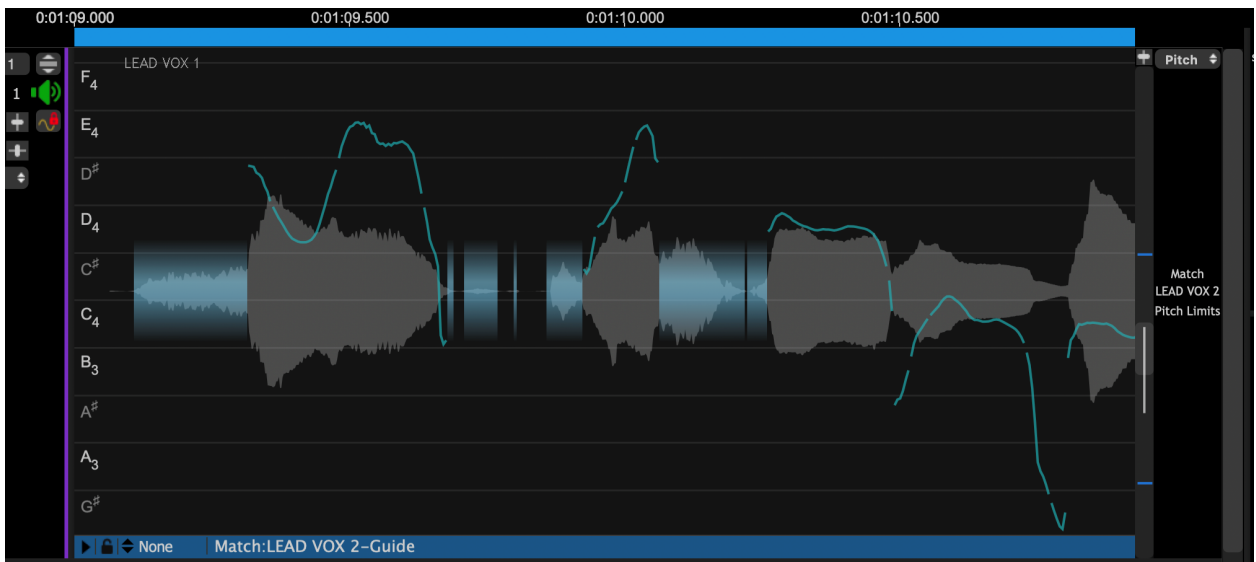 0:01:09.000 0:01:09.500 0:01:10.000 0:01:10.500
LEAD VOX 1
Pitch
1
1
F4
E4
D♯
D4
C♯
C4
B3
A♯
A3
G♯
Match
LEAD VOX 2
Pitch Limits
None Match:LEAD VOX 2-Guide